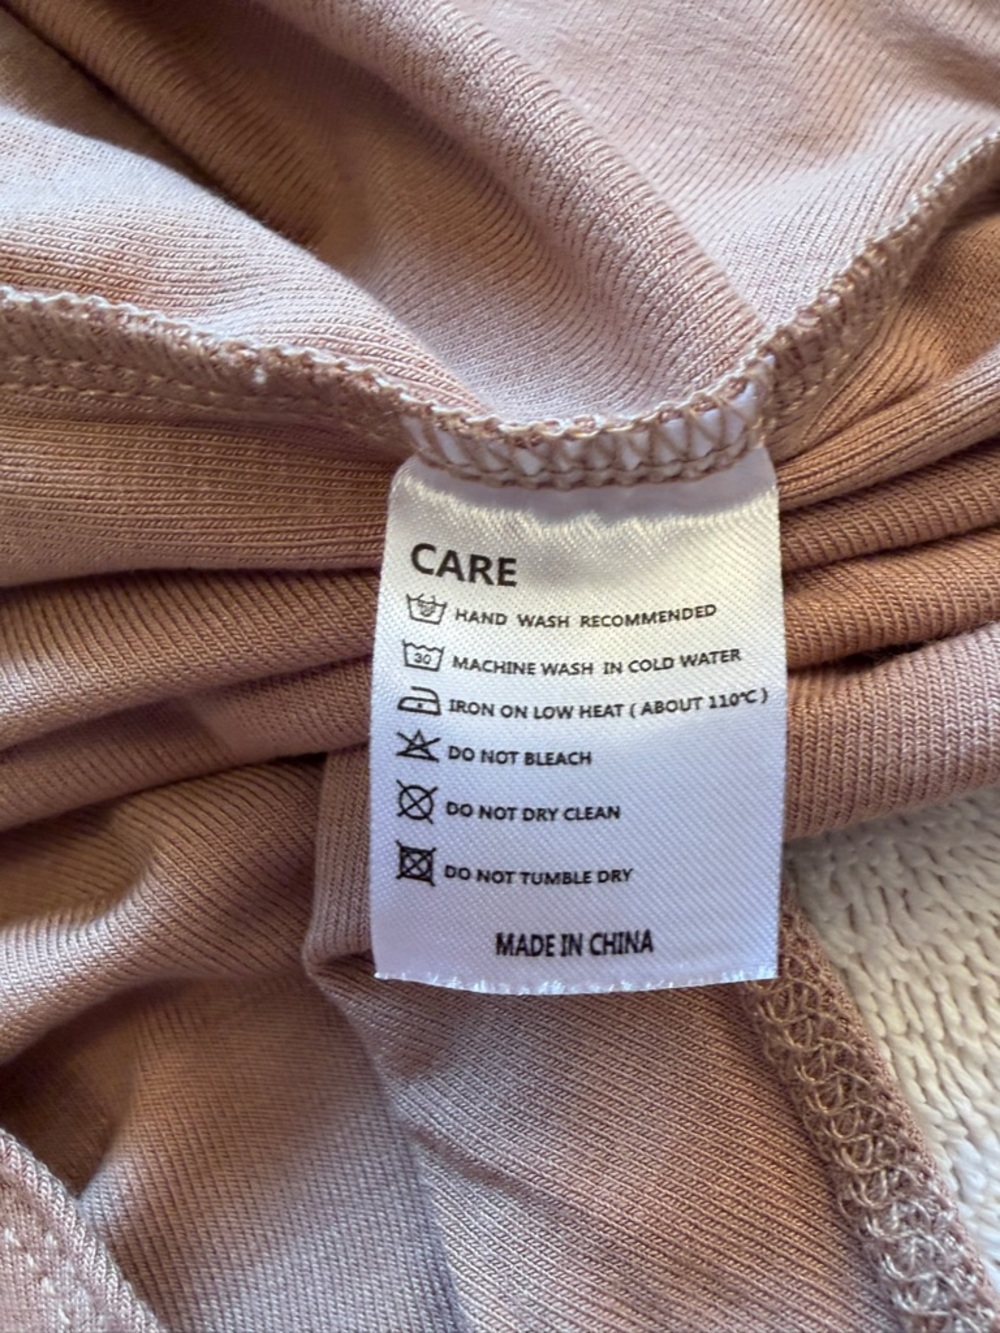 CARE
HAND WASH RECOMMENDED
30 MACHINE WASH IN COLD WATER
IRON ON LOW HEAT ( ABOUT 110℃ )
DO NOT BLEACH
DO NOT DRY CLEAN
DO NOT TUMBLE DRY
MADE IN CHINA